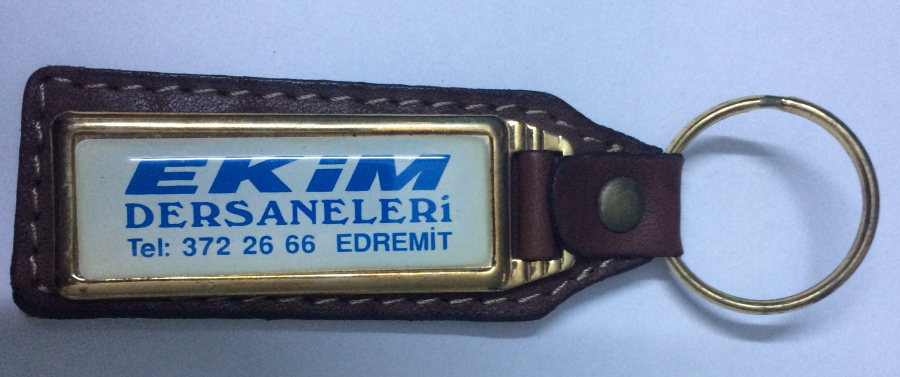 EKİM
DERSANELERİ
Tel: 372 26 66 EDREMİT